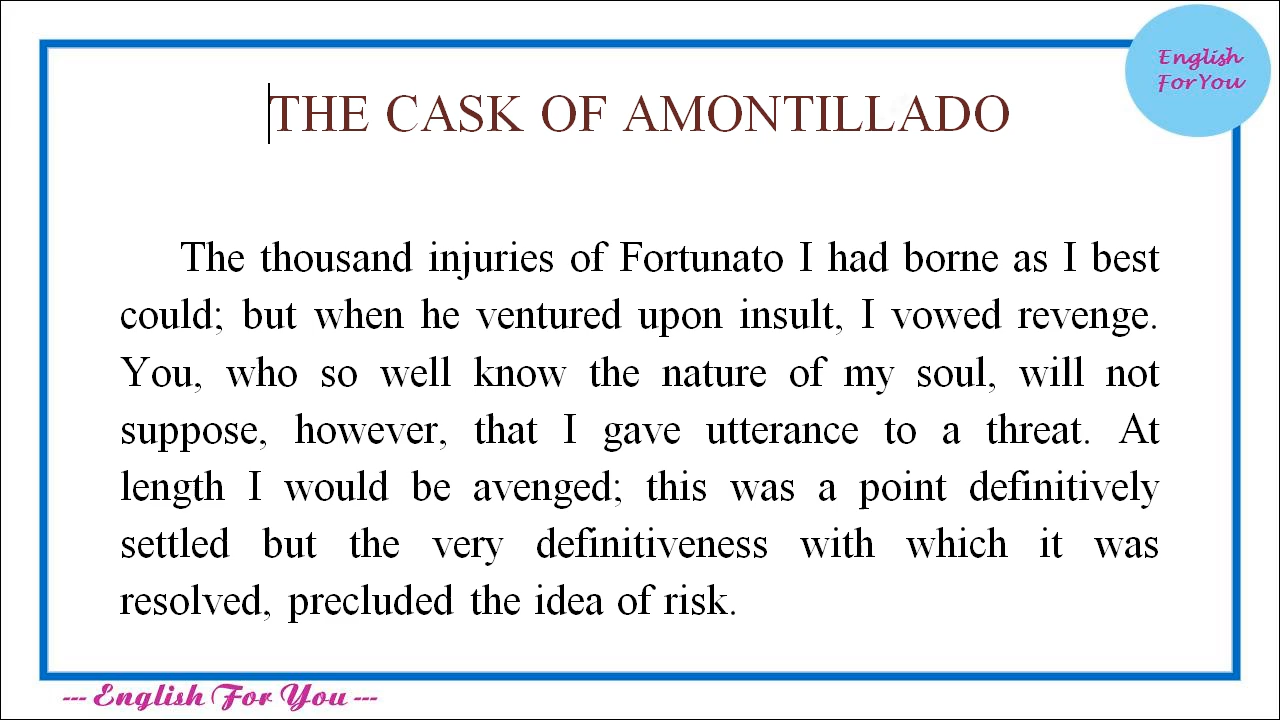 English
ForYou
THE CASK OF AMONTILLADO
The thousand injuries of Fortunato I had borne as I best
could; but when he ventured upon insult, I vowed revenge.
You, who so well know the nature of my soul, will not
suppose, however, that I gave utterance to a threat. At
length I would be avenged; this was a point definitively
settled but the very definitiveness with which it was
resolved, precluded the idea of risk.
--- English For You ---